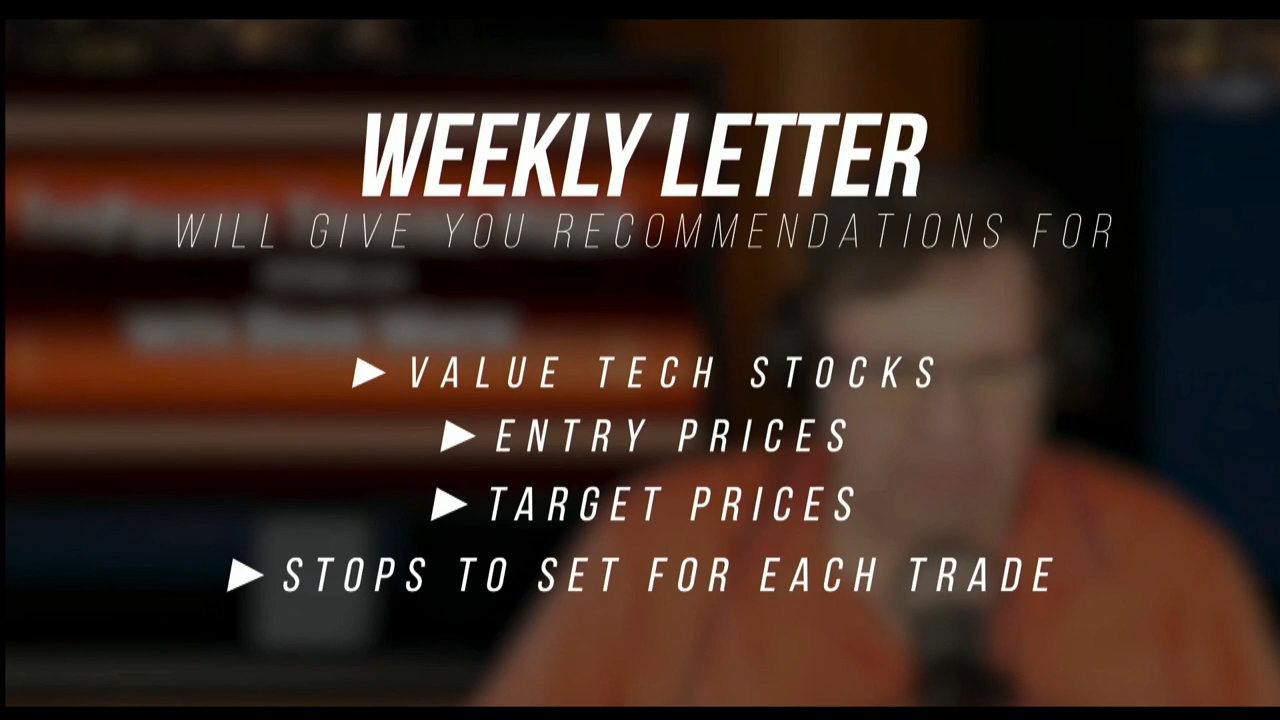 WEEKLY LETTER
WILL GIVE YOU RECOMMENDATIONS FOR
▶ VALUE TECH STOCKS
▶ ENTRY PRICES
▶ TARGET PRICES
▶ STOPS TO SET FOR EACH TRADE